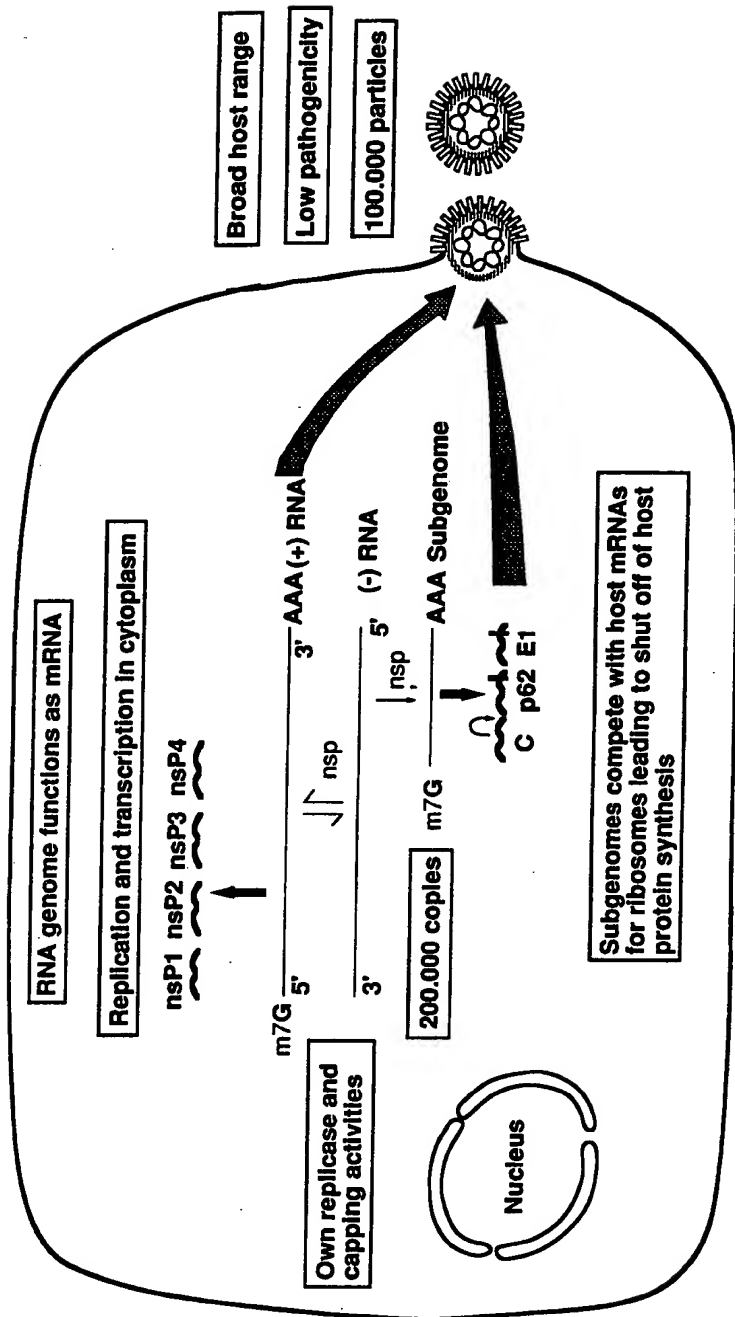 RNA genome functions as mRNA
Replication and transcription in cytoplasm
nsP1 nsP2 nsP3 nsP4
m7G
5'
3'
AAA (+) RNA
nsp
3'
5'
(-) RNA
nsp
m7G
AAA Subgenome
C p62 E1
Own replicase and
capping activities
200.000 copies
Nucleus
Subgenomes compete with host mRNAs
for ribosomes leading to shut off of host
protein synthesis
Broad host range
Low pathogenicity
100.000 particles